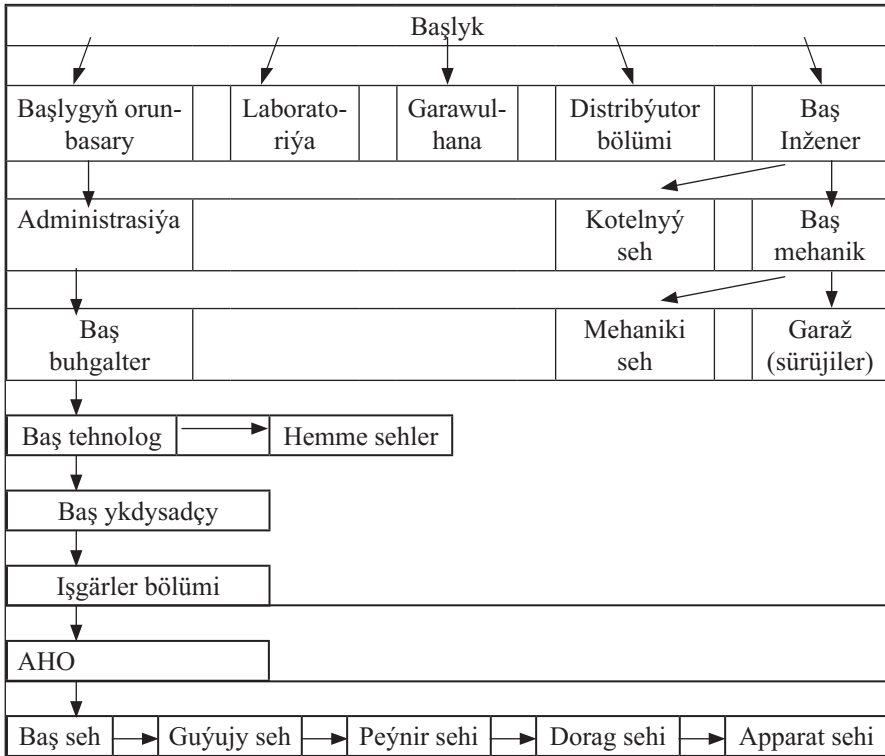 Başlyk
Başlygyň orun-
basary
Laborato-
riýa
Garawul-
hana
Distribýutor
bölümi
Baş
Inžener
Administrasiýa
Kotelnyý
seh
Baş
mehanik
Baş
buhgalter
Mehaniki
seh
Garaž
(sürüjiler)
Baş tehnolog
Hemme sehler
Baş ykdysadçy
Işgärler bölümi
AHO
Baş seh
Guýujy seh
Peýnir sehi
Dorag sehi
Apparat sehi